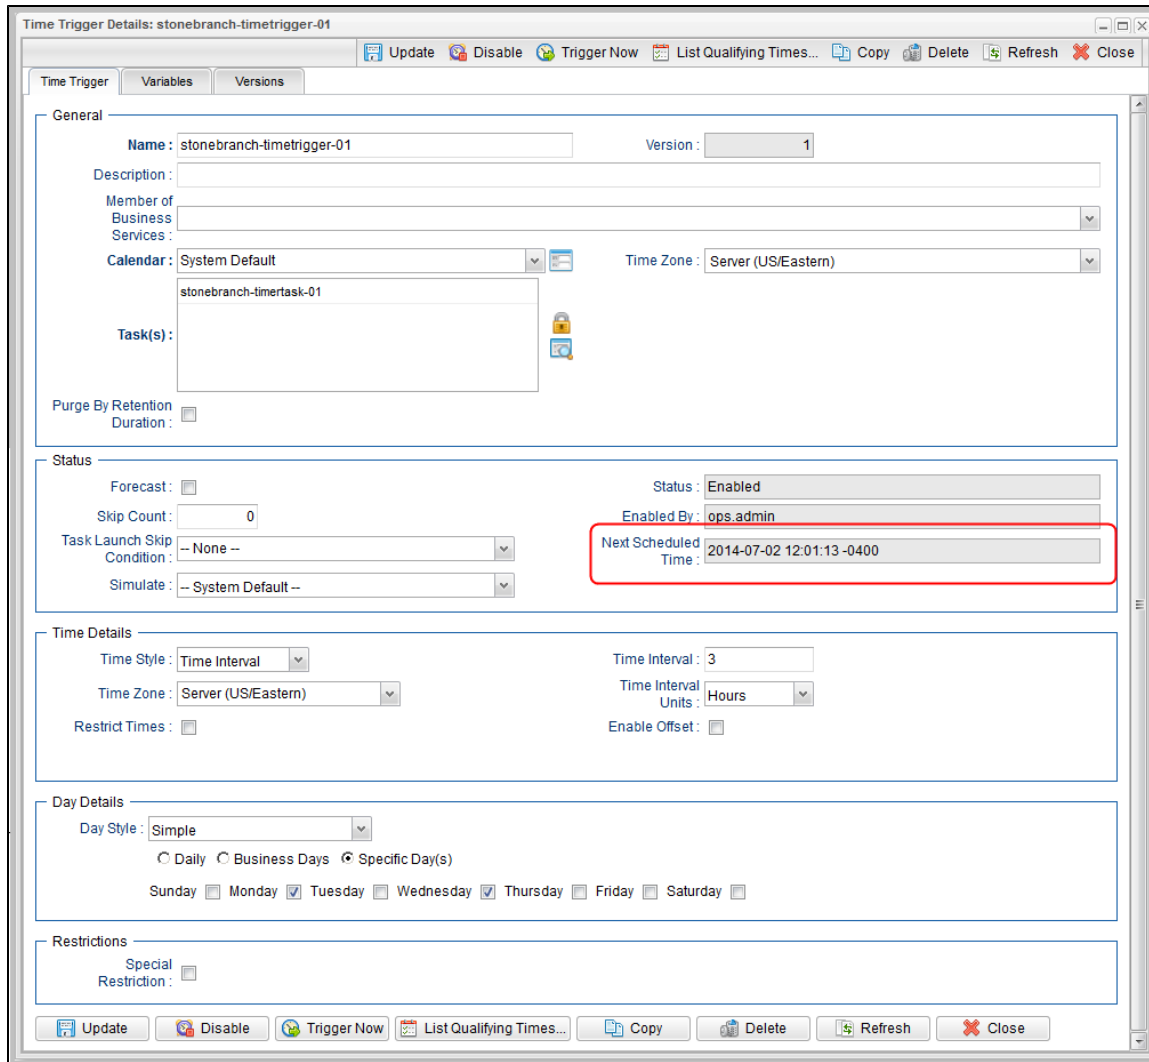 Time Trigger Details: stonebranch-timetrigger-01
Update Disable Trigger Now List Qualifying Times... Copy Delete Refresh Close
Time Trigger Variables Versions
General
Name : stonebranch-timetrigger-01 Version : 1
Description :
Member of
Business
Services :
Calendar : System Default Time Zone : Server (US/Eastern)
stonebranch-timertask-01
Task(s) :
Purge By Retention
Duration :
Status
Forecast : Status : Enabled
Skip Count : 0 Enabled By : ops.admin
Task Launch Skip
Condition : -- None --
Next Scheduled
Time : 2014-07-02 12:01:13 -0400
Simulate : -- System Default --
Time Details
Time Style : Time Interval Time Interval : 3
Time Zone : Server (US/Eastern)
Time Interval
Units : Hours
Restrict Times : Enable Offset :
Day Details
Day Style : Simple
Daily Business Days Specific Day(s)
Sunday Monday Tuesday Wednesday Thursday Friday Saturday
Restrictions
Special
Restriction :
Update Disable Trigger Now List Qualifying Times... Copy Delete Refresh Close